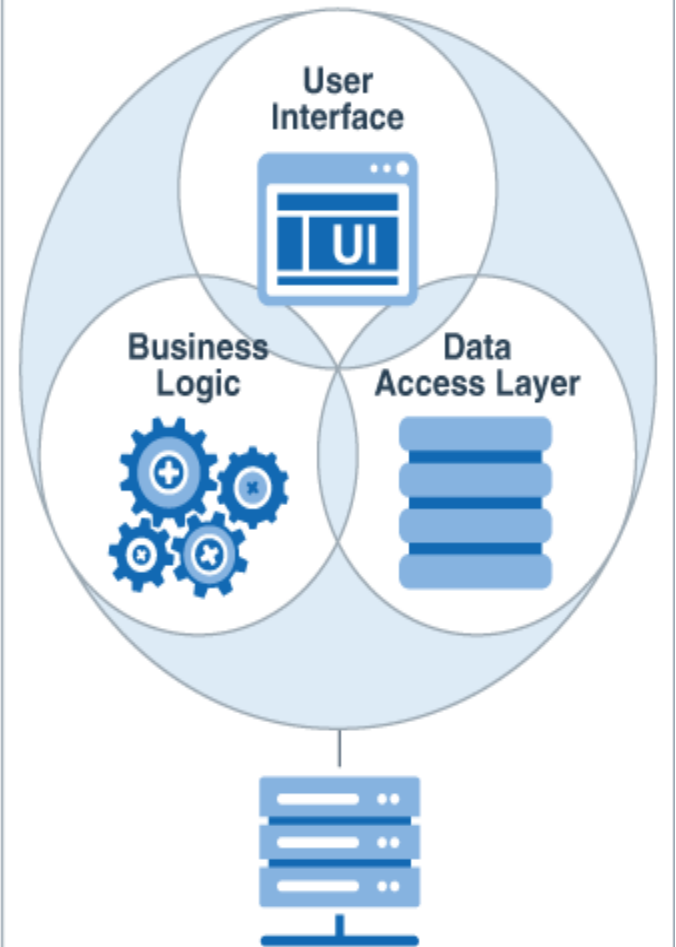 User
Interface
UI
Business
Logic
Data
Access Layer